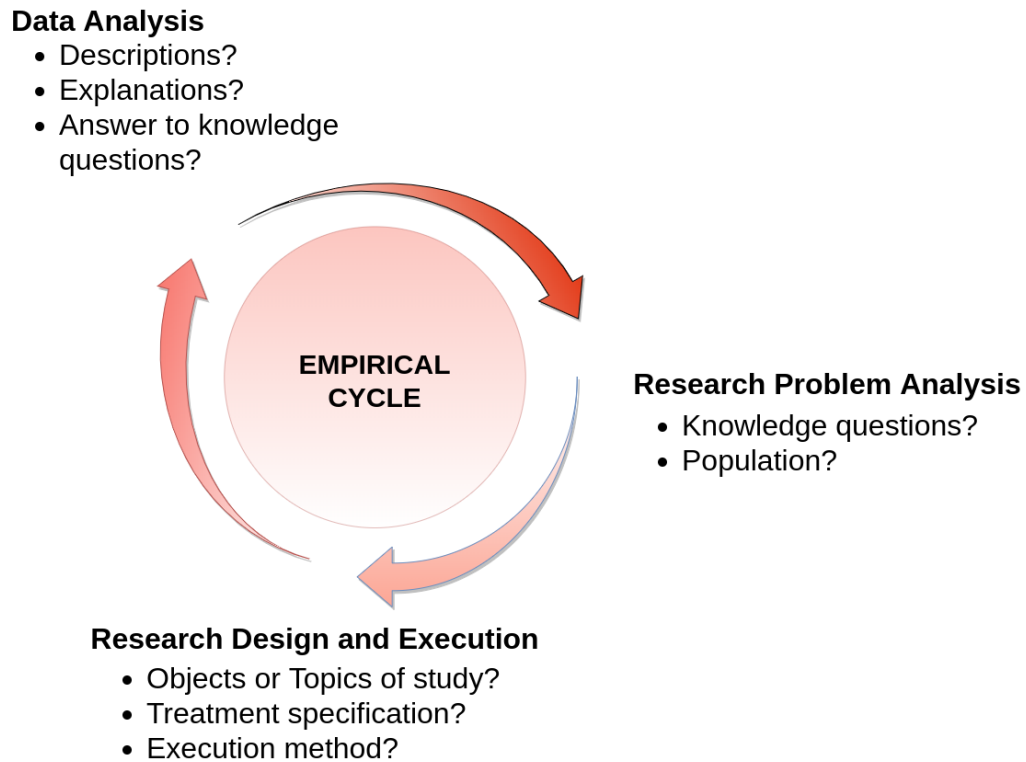 Data Analysis
• Descriptions?
• Explanations?
• Answer to knowledge
questions?
EMPIRICAL
CYCLE
Research Problem Analysis
• Knowledge questions?
• Population?
Research Design and Execution
• Objects or Topics of study?
• Treatment specification?
• Execution method?